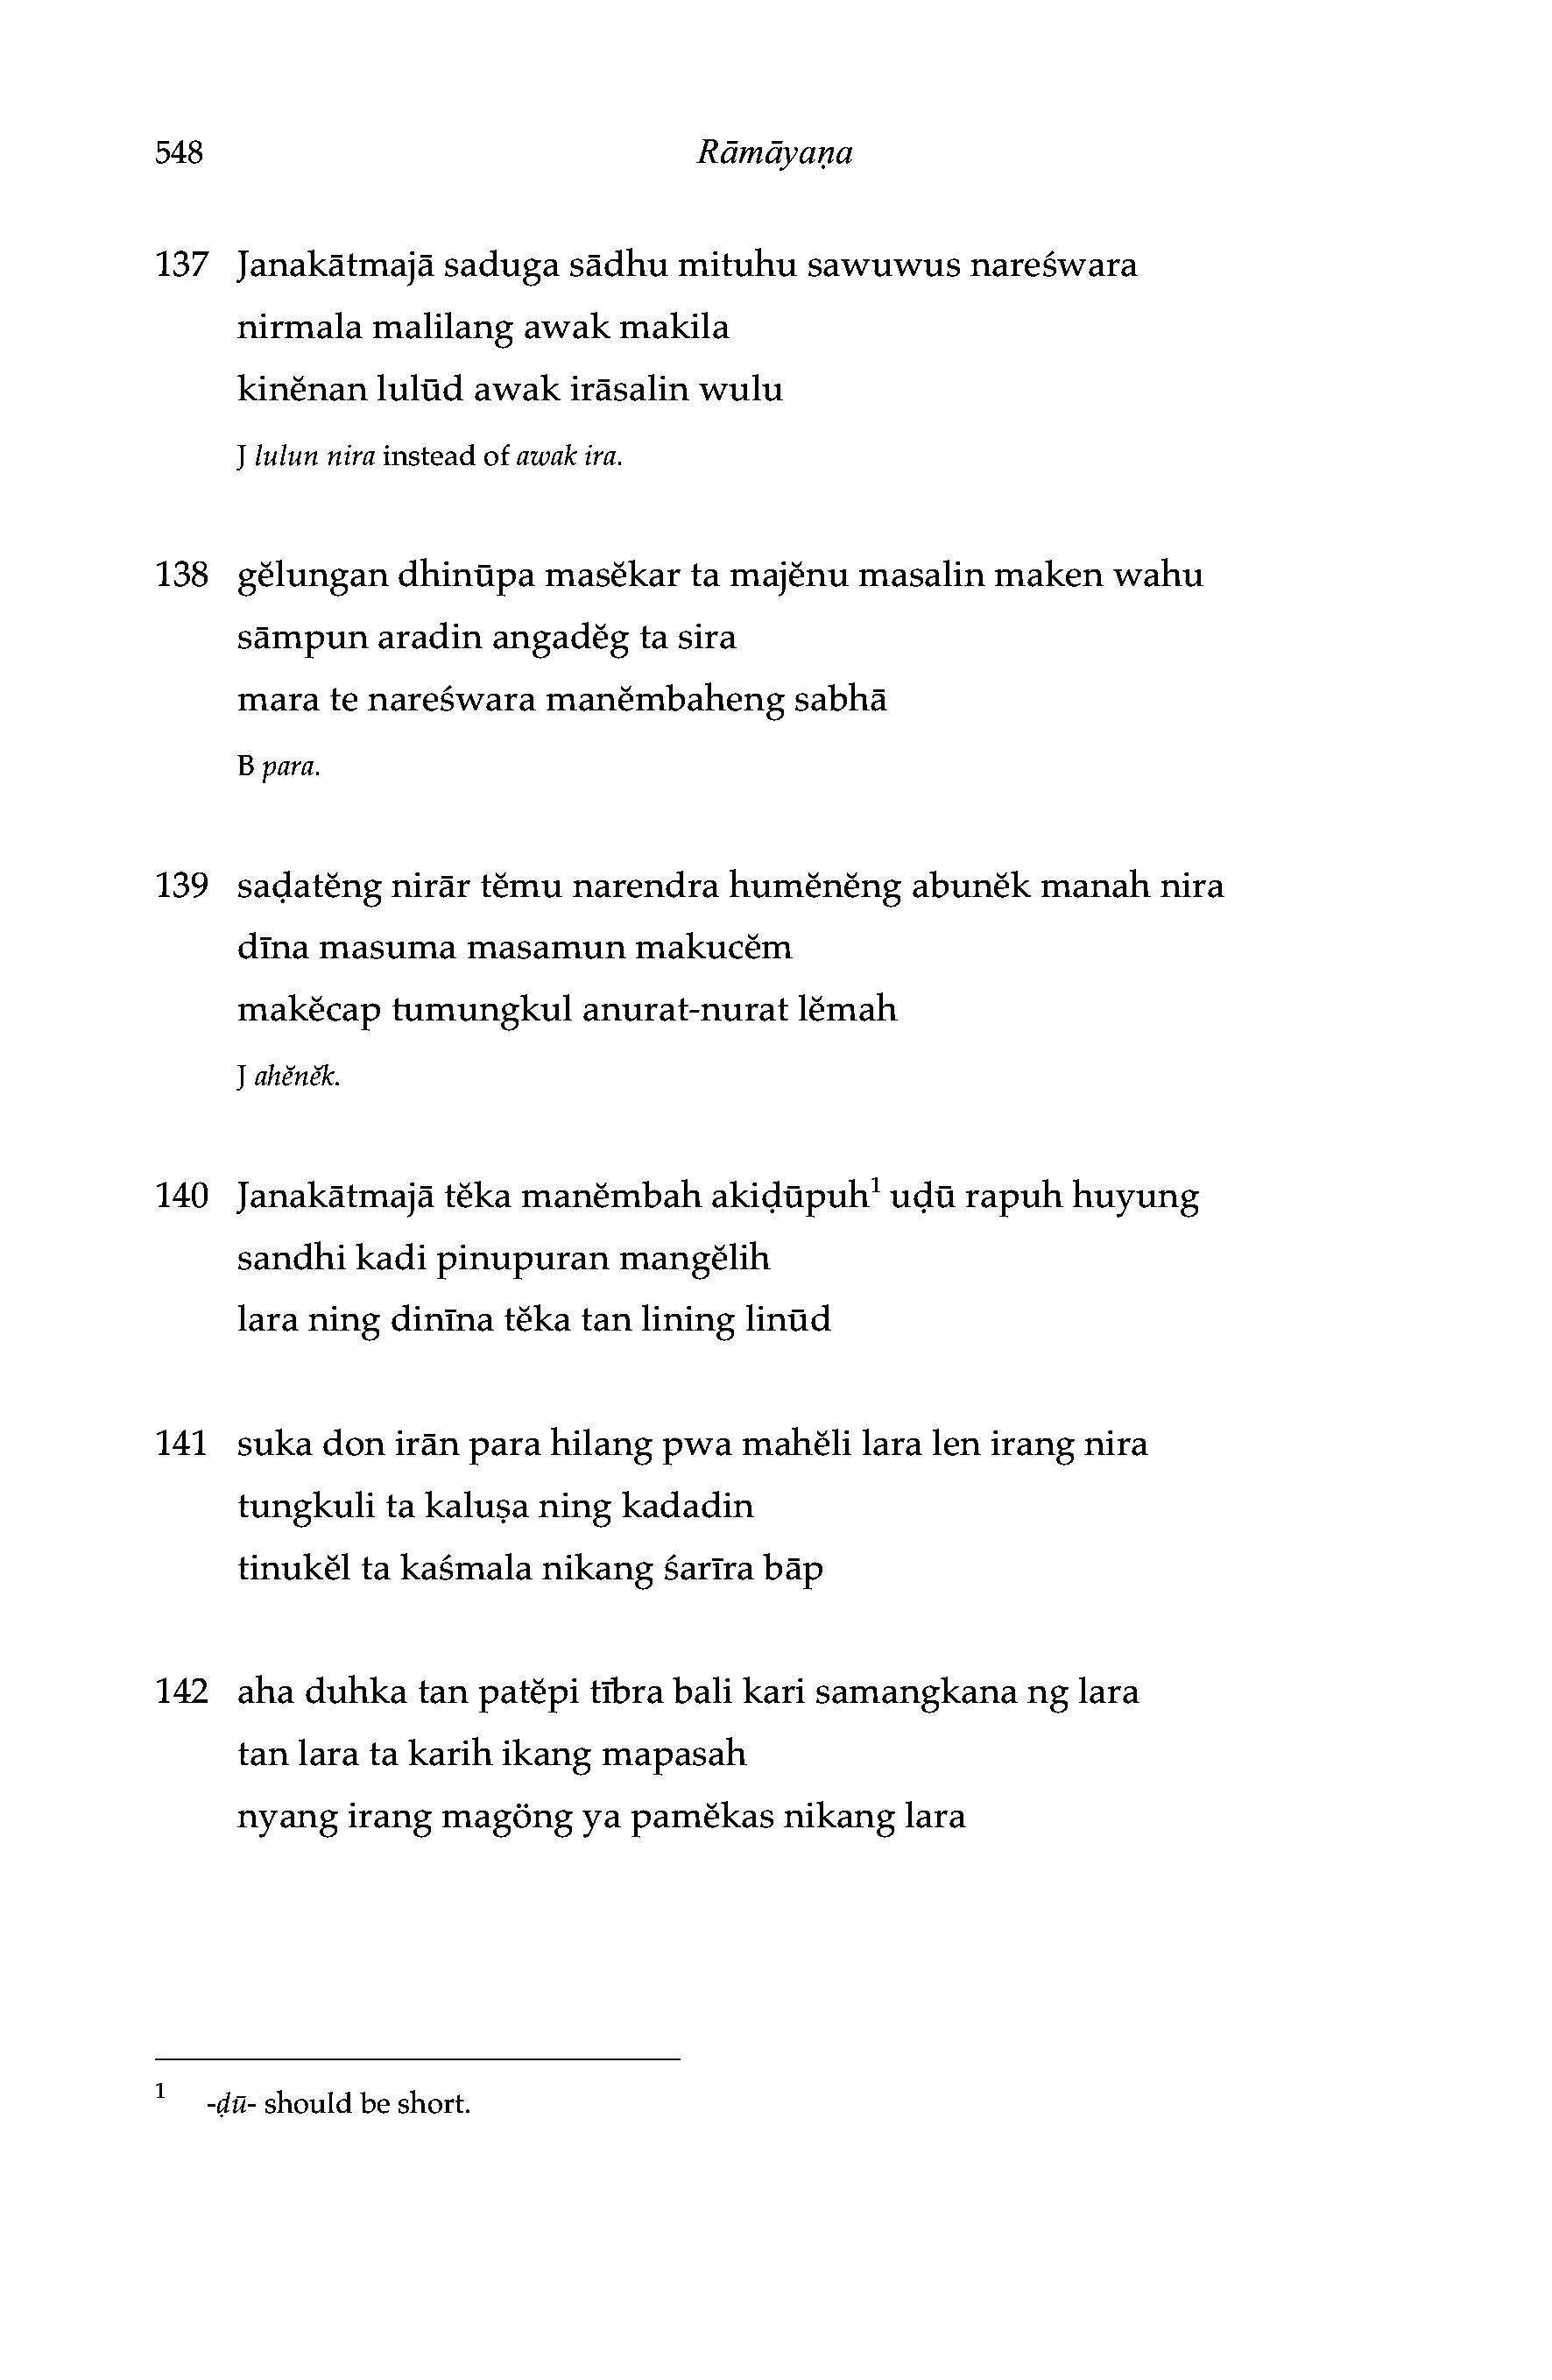 548 Rāmāyaṇa
137 Janakātmajā saduga sādhu mituhu sawuwus nareśwara
nirmala malilang awak makila
kinĕnan lulūd awak irāsalin wulu
J lulun nira instead of awak ira.
138 gĕlungan dhinūpa masĕkar ta majĕnu masalin maken wahu
sāmpun aradin angadĕg ta sira
mara te nareśwara manĕmbaheng sabhā
B para.
139 saḍatĕng nirār tĕmu narendra humĕnĕng abunĕk manah nira
dīna masuma masamun makucĕm
makĕcap tumungkul anurat-nurat lĕmah
J ahĕnĕk.
140 Janakātmajā tĕka manĕmbah akiḍūpuh¹ uḍū rapuh huyung
sandhi kadi pinupuran mangĕlih
lara ning dinīna tĕka tan lining linūd
141 suka don irān para hilang pwa mahĕli lara len irang nira
tungkuli ta kaluṣa ning kadadin
tinukĕl ta kaśmala nikang śarīra bāp
142 aha duhka tan patĕpi tībra bali kari samangkana ng lara
tan lara ta karih ikang mapasah
nyang irang magöng ya pamĕkas nikang lara
¹ -ḍū- should be short.